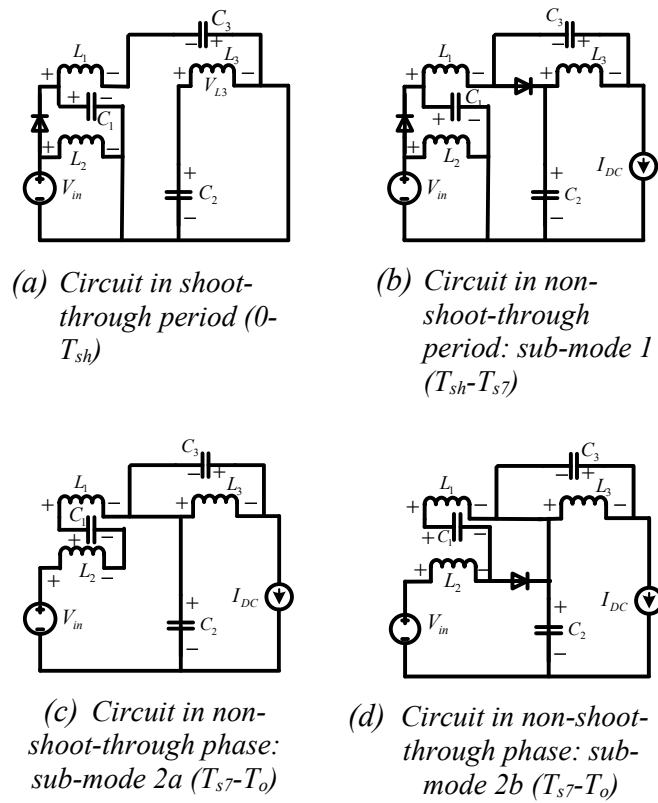 C3
L1
L3
+ − − + + −
VL3
+ C1 −
+ L2 −
Vin
+ C2 −
C3
L1
L3
+ − − + + −
+ C1 −
+ L2 −
Vin
+ C2 −
IDC
(a) Circuit in shoot-
through period (0-
Tsh)
(b) Circuit in non-
shoot-through
period: sub-mode 1
(Tsh-Ts7)
C3
L1
L3
+ − − + + −
C1
+ −
+ L2 −
Vin
+ C2 −
IDC
C3
L1
L3
+ − − + + −
+ C1 −
+ L2 −
Vin
+ C2 −
IDC
(c) Circuit in non-
shoot-through phase:
sub-mode 2a (Ts7-To)
(d) Circuit in non-shoot-
through phase: sub-
mode 2b (Ts7-To)